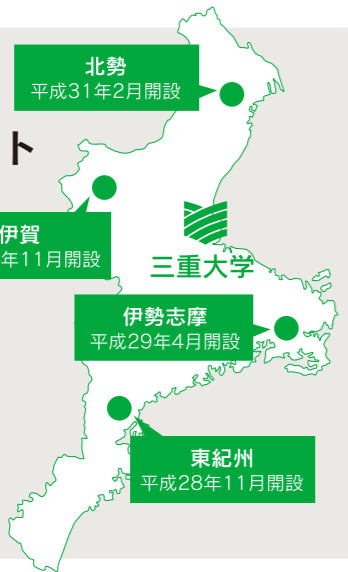 北勢
平成31年2月開設
ト
伊賀
年11月開設
三重大学
伊勢志摩
平成29年4月開設
東紀州
平成28年11月開設